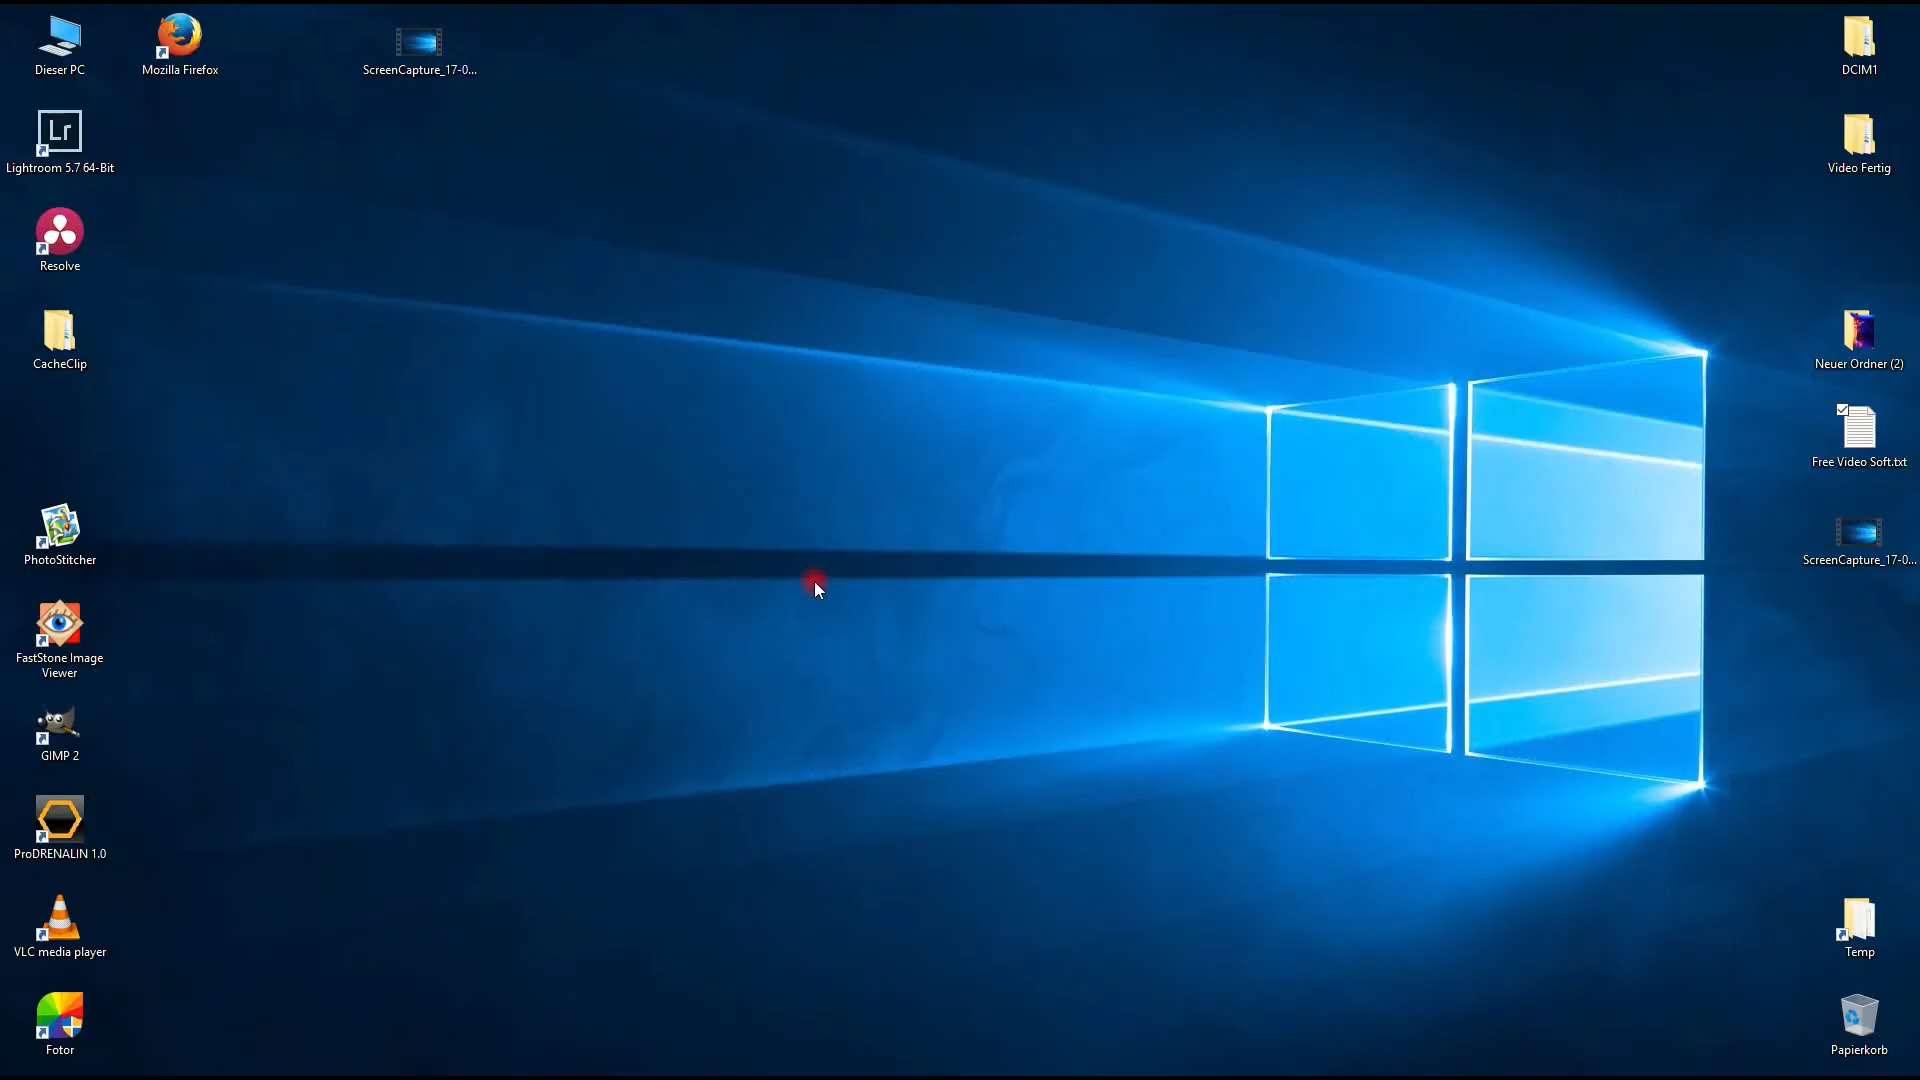 Dieser PC
Mozilla Firefox
ScreenCapture_17-0...
DCIM1
Lr
Lightroom 5.7 64-Bit
Video Fertig
Resolve
CacheClip
Neuer Ordner (2)
Free Video Soft.txt
PhotoStitcher
ScreenCapture_17-0...
FastStone Image
Viewer
GIMP 2
ProDRENALIN 1.0
VLC media player
Temp
Fotor
Papierkorb